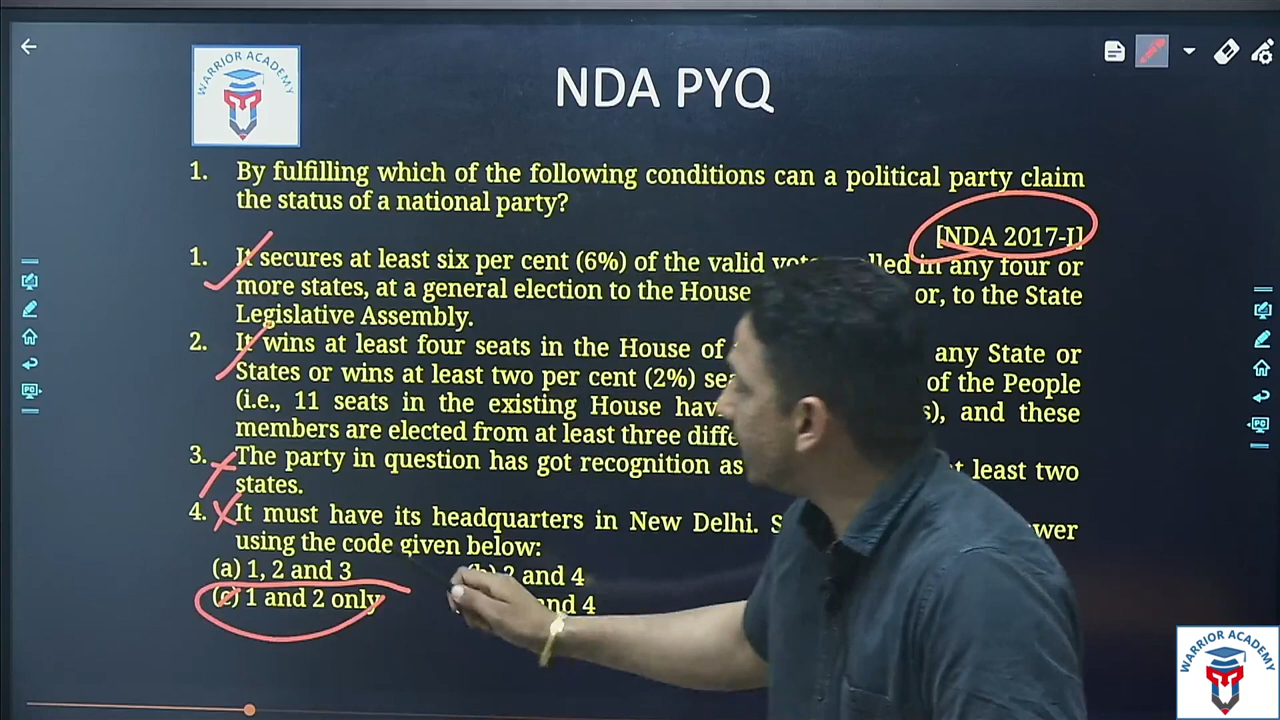 WARRIOR ACADEMY
NDA PYQ
1. By fulfilling which of the following conditions can a political party claim
the status of a national party?
[NDA 2017-I]
1. It secures at least six per cent (6%) of the valid in any four or
more states, at a general election to the House or, to the State
Legislative Assembly.
2. It wins at least four seats in the House of any State or
States or wins at least two per cent (2%) of the People
(i.e., 11 seats in the existing House and these
members are elected from at least three
3. The party in question has got recognition as at least two
states.
4. It must have its headquarters in New Delhi.
using the code given below:
(a) 1, 2 and 3 (b) 2 and 4
(c) 1 and 2 only and 4
WARRIOR ACADEMY